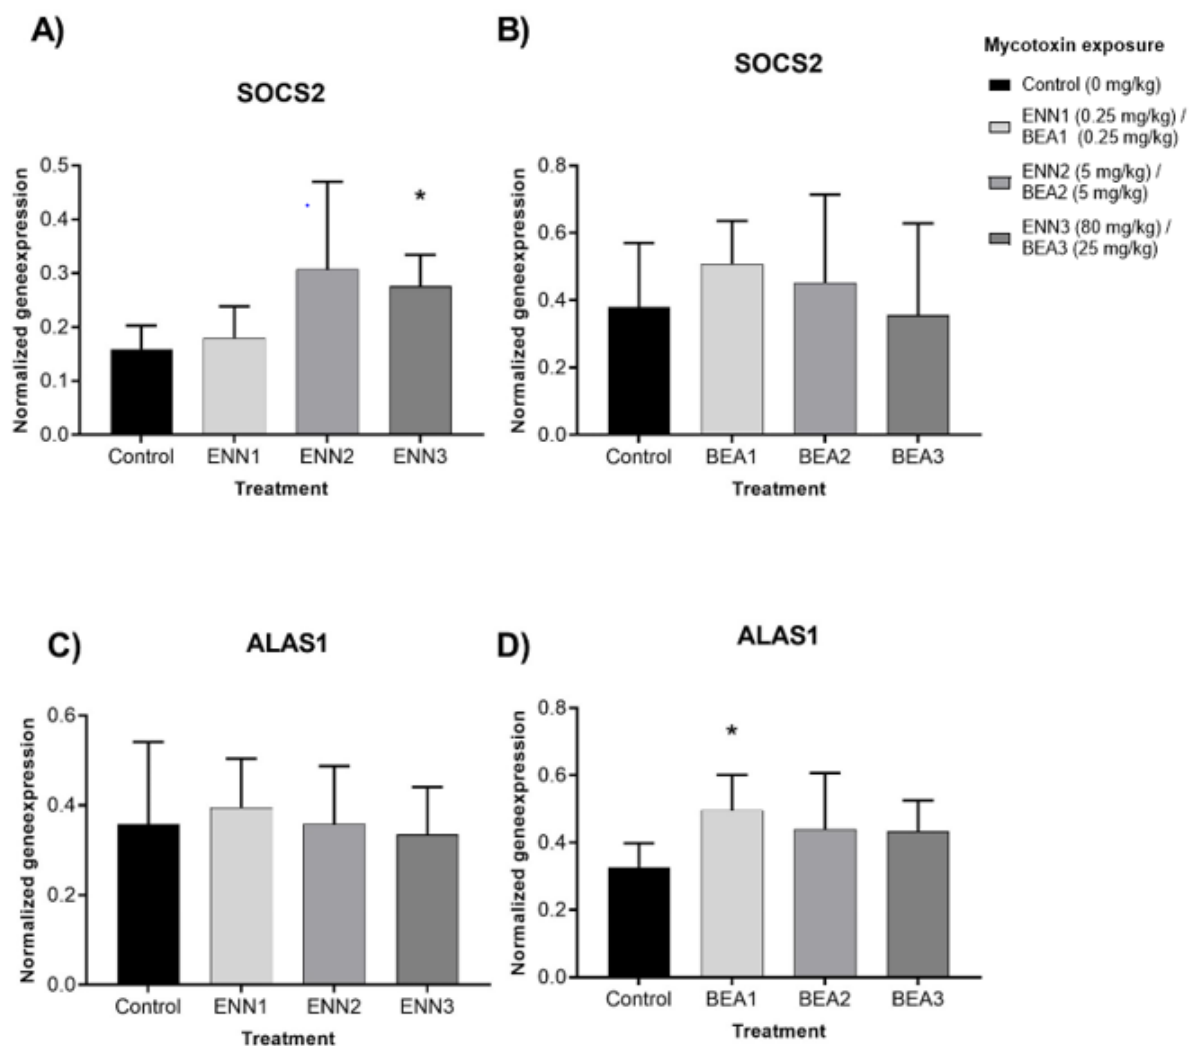 A)
SOCS2
Normalized geneexpression
0.5
0.4
0.3
0.2
0.1
0.0
*
Control ENN1 ENN2 ENN3
Treatment
B)
SOCS2
Normalized geneexpression
0.8
0.6
0.4
0.2
0.0
Control BEA1 BEA2 BEA3
Treatment
Mycotoxin exposure
Control (0 mg/kg)
ENN1 (0.25 mg/kg) /
BEA1 (0.25 mg/kg)
ENN2 (5 mg/kg) /
BEA2 (5 mg/kg)
ENN3 (80 mg/kg) /
BEA3 (25 mg/kg)
C)
ALAS1
Normalized geneexpression
0.6
0.4
0.2
0.0
Control ENN1 ENN2 ENN3
Treatment
D)
ALAS1
Normalized geneexpression
0.8
0.6
0.4
0.2
0.0
*
Control BEA1 BEA2 BEA3
Treatment